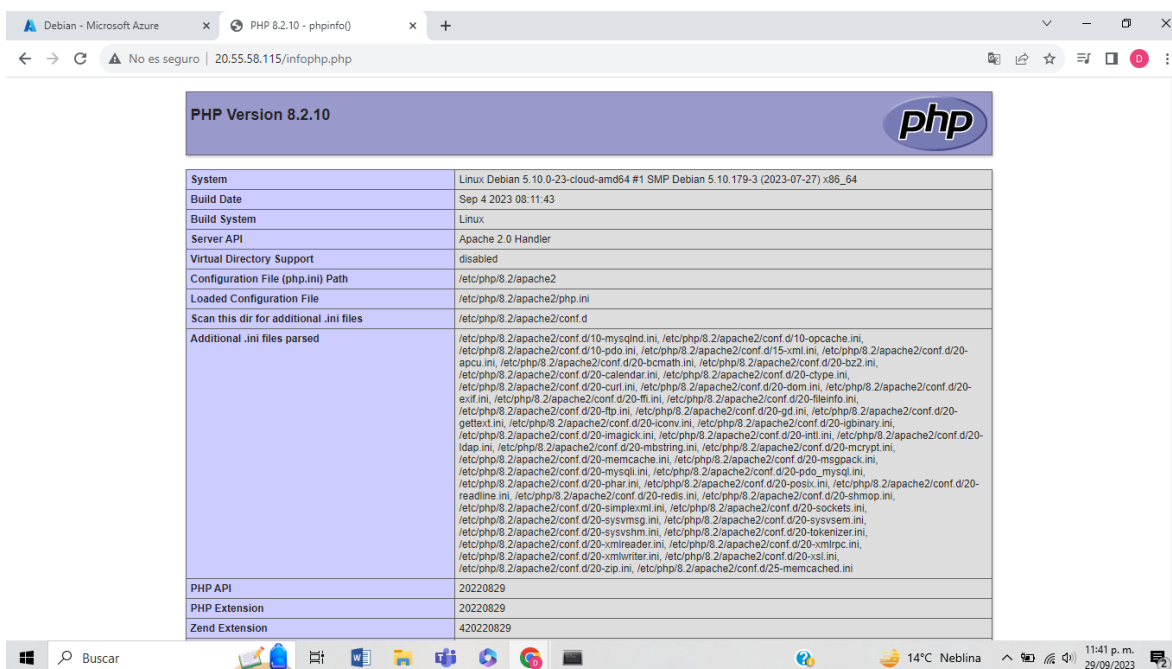 Debian - Microsoft Azure
PHP 8.2.10 - phpinfo()
No es seguro | 20.55.58.115/infophp.php
D
PHP Version 8.2.10
php
System Linux Debian 5.10.0-23-cloud-amd64 #1 SMP Debian 5.10.179-3 (2023-07-27) x86_64
Build Date Sep 4 2023 08:11:43
Build System Linux
Server API Apache 2.0 Handler
Virtual Directory Support disabled
Configuration File (php.ini) Path /etc/php/8.2/apache2
Loaded Configuration File /etc/php/8.2/apache2/php.ini
Scan this dir for additional .ini files /etc/php/8.2/apache2/conf.d
Additional .ini files parsed /etc/php/8.2/apache2/conf.d/10-mysqlnd.ini, /etc/php/8.2/apache2/conf.d/10-opcache.ini,
/etc/php/8.2/apache2/conf.d/10-pdo.ini, /etc/php/8.2/apache2/conf.d/15-xml.ini, /etc/php/8.2/apache2/conf.d/20-
apcu.ini, /etc/php/8.2/apache2/conf.d/20-bcmath.ini, /etc/php/8.2/apache2/conf.d/20-bz2.ini,
/etc/php/8.2/apache2/conf.d/20-calendar.ini, /etc/php/8.2/apache2/conf.d/20-ctype.ini,
/etc/php/8.2/apache2/conf.d/20-curl.ini, /etc/php/8.2/apache2/conf.d/20-dom.ini, /etc/php/8.2/apache2/conf.d/20-
exif.ini, /etc/php/8.2/apache2/conf.d/20-ffi.ini, /etc/php/8.2/apache2/conf.d/20-fileinfo.ini,
/etc/php/8.2/apache2/conf.d/20-ftp.ini, /etc/php/8.2/apache2/conf.d/20-gd.ini, /etc/php/8.2/apache2/conf.d/20-
gettext.ini, /etc/php/8.2/apache2/conf.d/20-iconv.ini, /etc/php/8.2/apache2/conf.d/20-igbinary.ini,
/etc/php/8.2/apache2/conf.d/20-imagick.ini, /etc/php/8.2/apache2/conf.d/20-intl.ini, /etc/php/8.2/apache2/conf.d/20-
ldap.ini, /etc/php/8.2/apache2/conf.d/20-mbstring.ini, /etc/php/8.2/apache2/conf.d/20-mcrypt.ini,
/etc/php/8.2/apache2/conf.d/20-memcache.ini, /etc/php/8.2/apache2/conf.d/20-msgpack.ini,
/etc/php/8.2/apache2/conf.d/20-mysqli.ini, /etc/php/8.2/apache2/conf.d/20-pdo_mysql.ini,
/etc/php/8.2/apache2/conf.d/20-phar.ini, /etc/php/8.2/apache2/conf.d/20-posix.ini, /etc/php/8.2/apache2/conf.d/20-
readline.ini, /etc/php/8.2/apache2/conf.d/20-redis.ini, /etc/php/8.2/apache2/conf.d/20-shmop.ini,
/etc/php/8.2/apache2/conf.d/20-simplexml.ini, /etc/php/8.2/apache2/conf.d/20-sockets.ini,
/etc/php/8.2/apache2/conf.d/20-sysvmsg.ini, /etc/php/8.2/apache2/conf.d/20-sysvsem.ini,
/etc/php/8.2/apache2/conf.d/20-sysvshm.ini, /etc/php/8.2/apache2/conf.d/20-tokenizer.ini,
/etc/php/8.2/apache2/conf.d/20-xmlreader.ini, /etc/php/8.2/apache2/conf.d/20-xmlrpc.ini,
/etc/php/8.2/apache2/conf.d/20-xmlwriter.ini, /etc/php/8.2/apache2/conf.d/20-xsl.ini,
/etc/php/8.2/apache2/conf.d/20-zip.ini, /etc/php/8.2/apache2/conf.d/25-memcached.ini
PHP API 20220829
PHP Extension 20220829
Zend Extension 420220829
Buscar
14°C Neblina
11:41 p. m.
29/09/2023